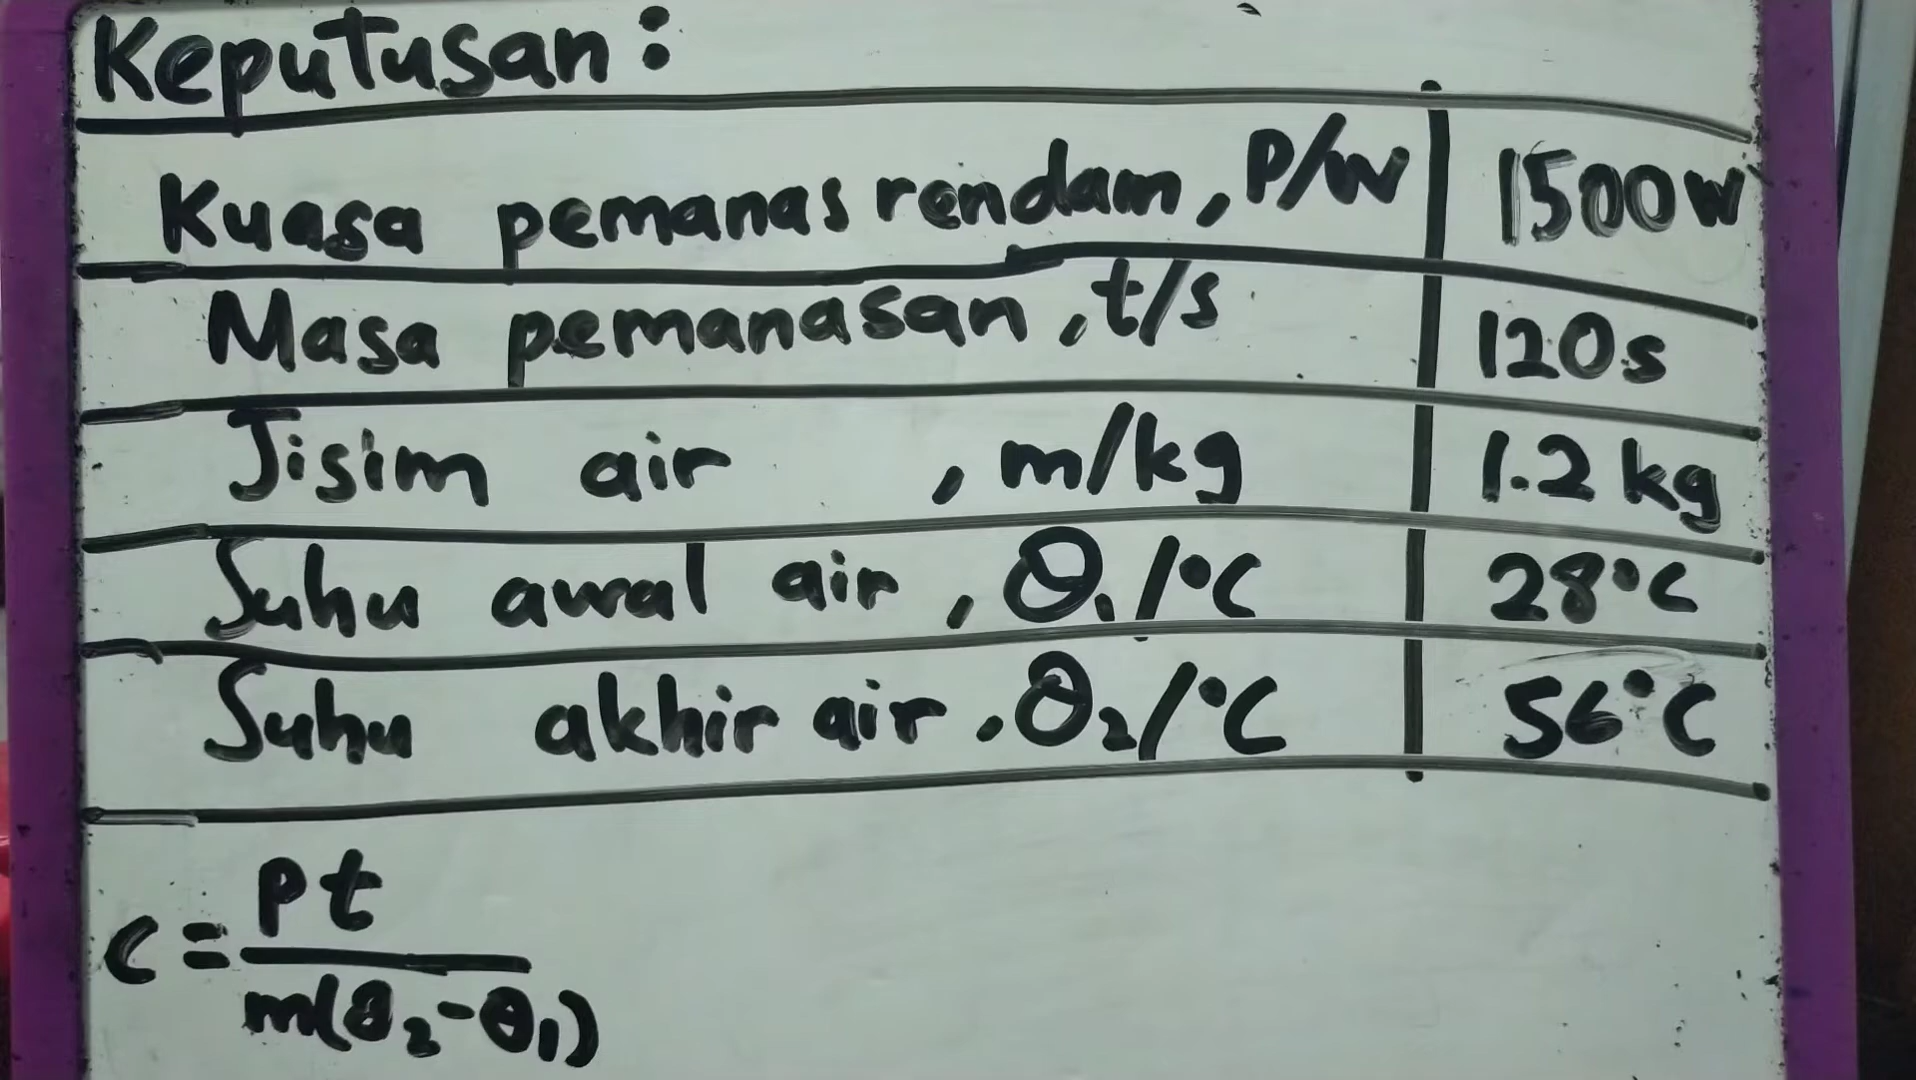 Keputusan:
Kuasa pemanas rendam, P/W 1500W
Masa pemanasan, t/s 120s
Jisim air , m/kg 1.2 kg
Suhu awal air, θ₁/°C 28°C
Suhu akhir air, θ₂/°C 56°C
c = Pt
m(θ₂-θ₁)